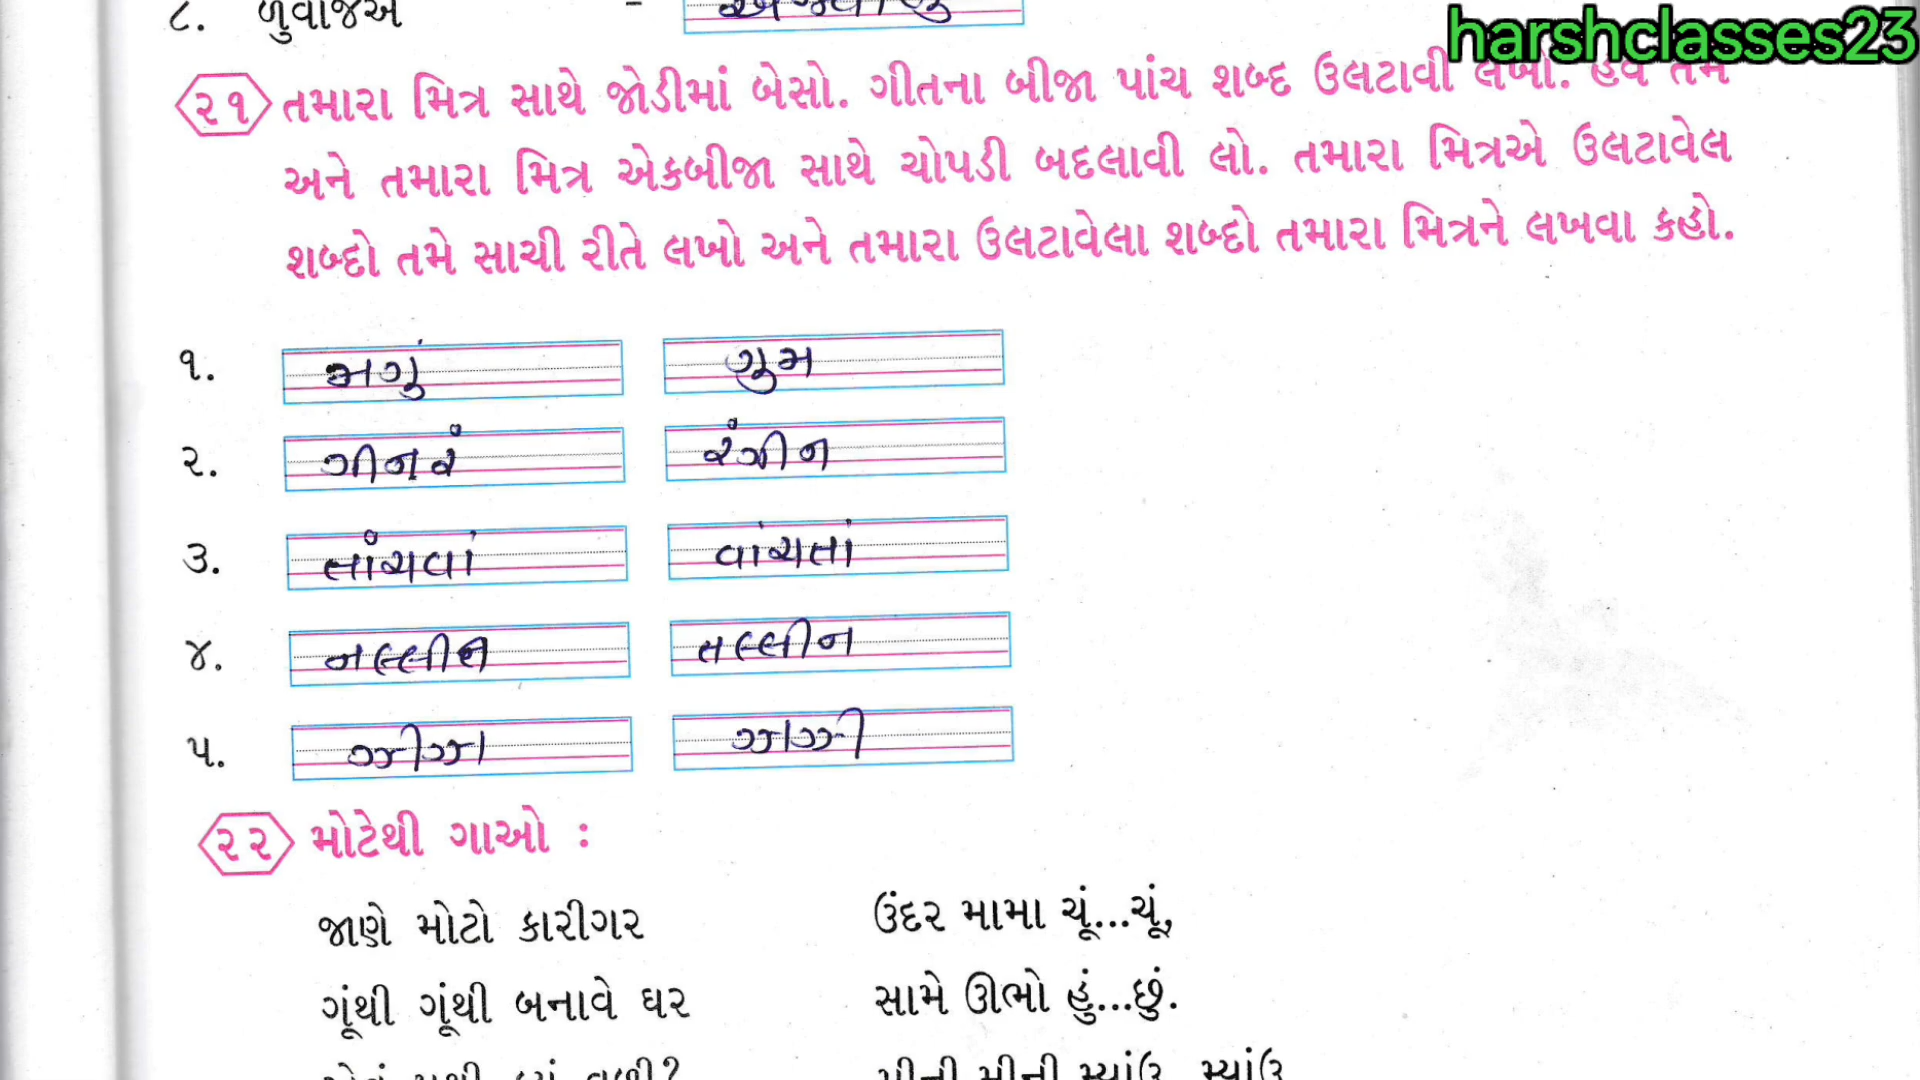 harshclasses23
૮. ળુવાજઅ -
૨૧ તમારા મિત્ર સાથે જોડીમાં બેસો. ગીતના બીજા પાંચ શબ્દ ઉલટાવી લખો. હવે તમે
અને તમારા મિત્ર એકબીજા સાથે ચોપડી બદલાવી લો. તમારા મિત્રએ ઉલટાવેલ
શબ્દો તમે સાચી રીતે લખો અને તમારા ઉલટાવેલા શબ્દો તમારા મિત્રને લખવા કહો.
૧. મગું ગુમ
૨. ગીનરં રંગીન
૩. તાંચવાં વાંચતાં
૪. નલ્લીત તલ્લીન
૫. ઝીઝા ઝાઝી
૨૨ મોટેથી ગાઓ :
જાણે મોટો કારીગર ઉંદર મામા ચૂં...ચૂં,
ગૂંથી ગૂંથી બનાવે ઘર સામે ઊભો હું...છું.